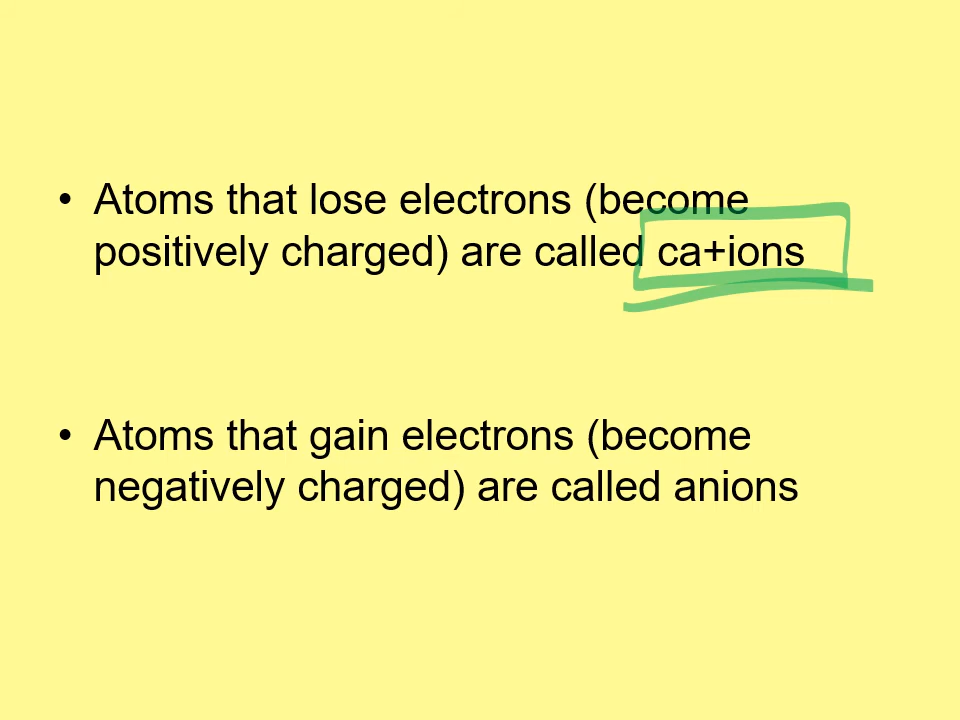 • Atoms that lose electrons (become
positively charged) are called ca+ions
• Atoms that gain electrons (become
negatively charged) are called anions